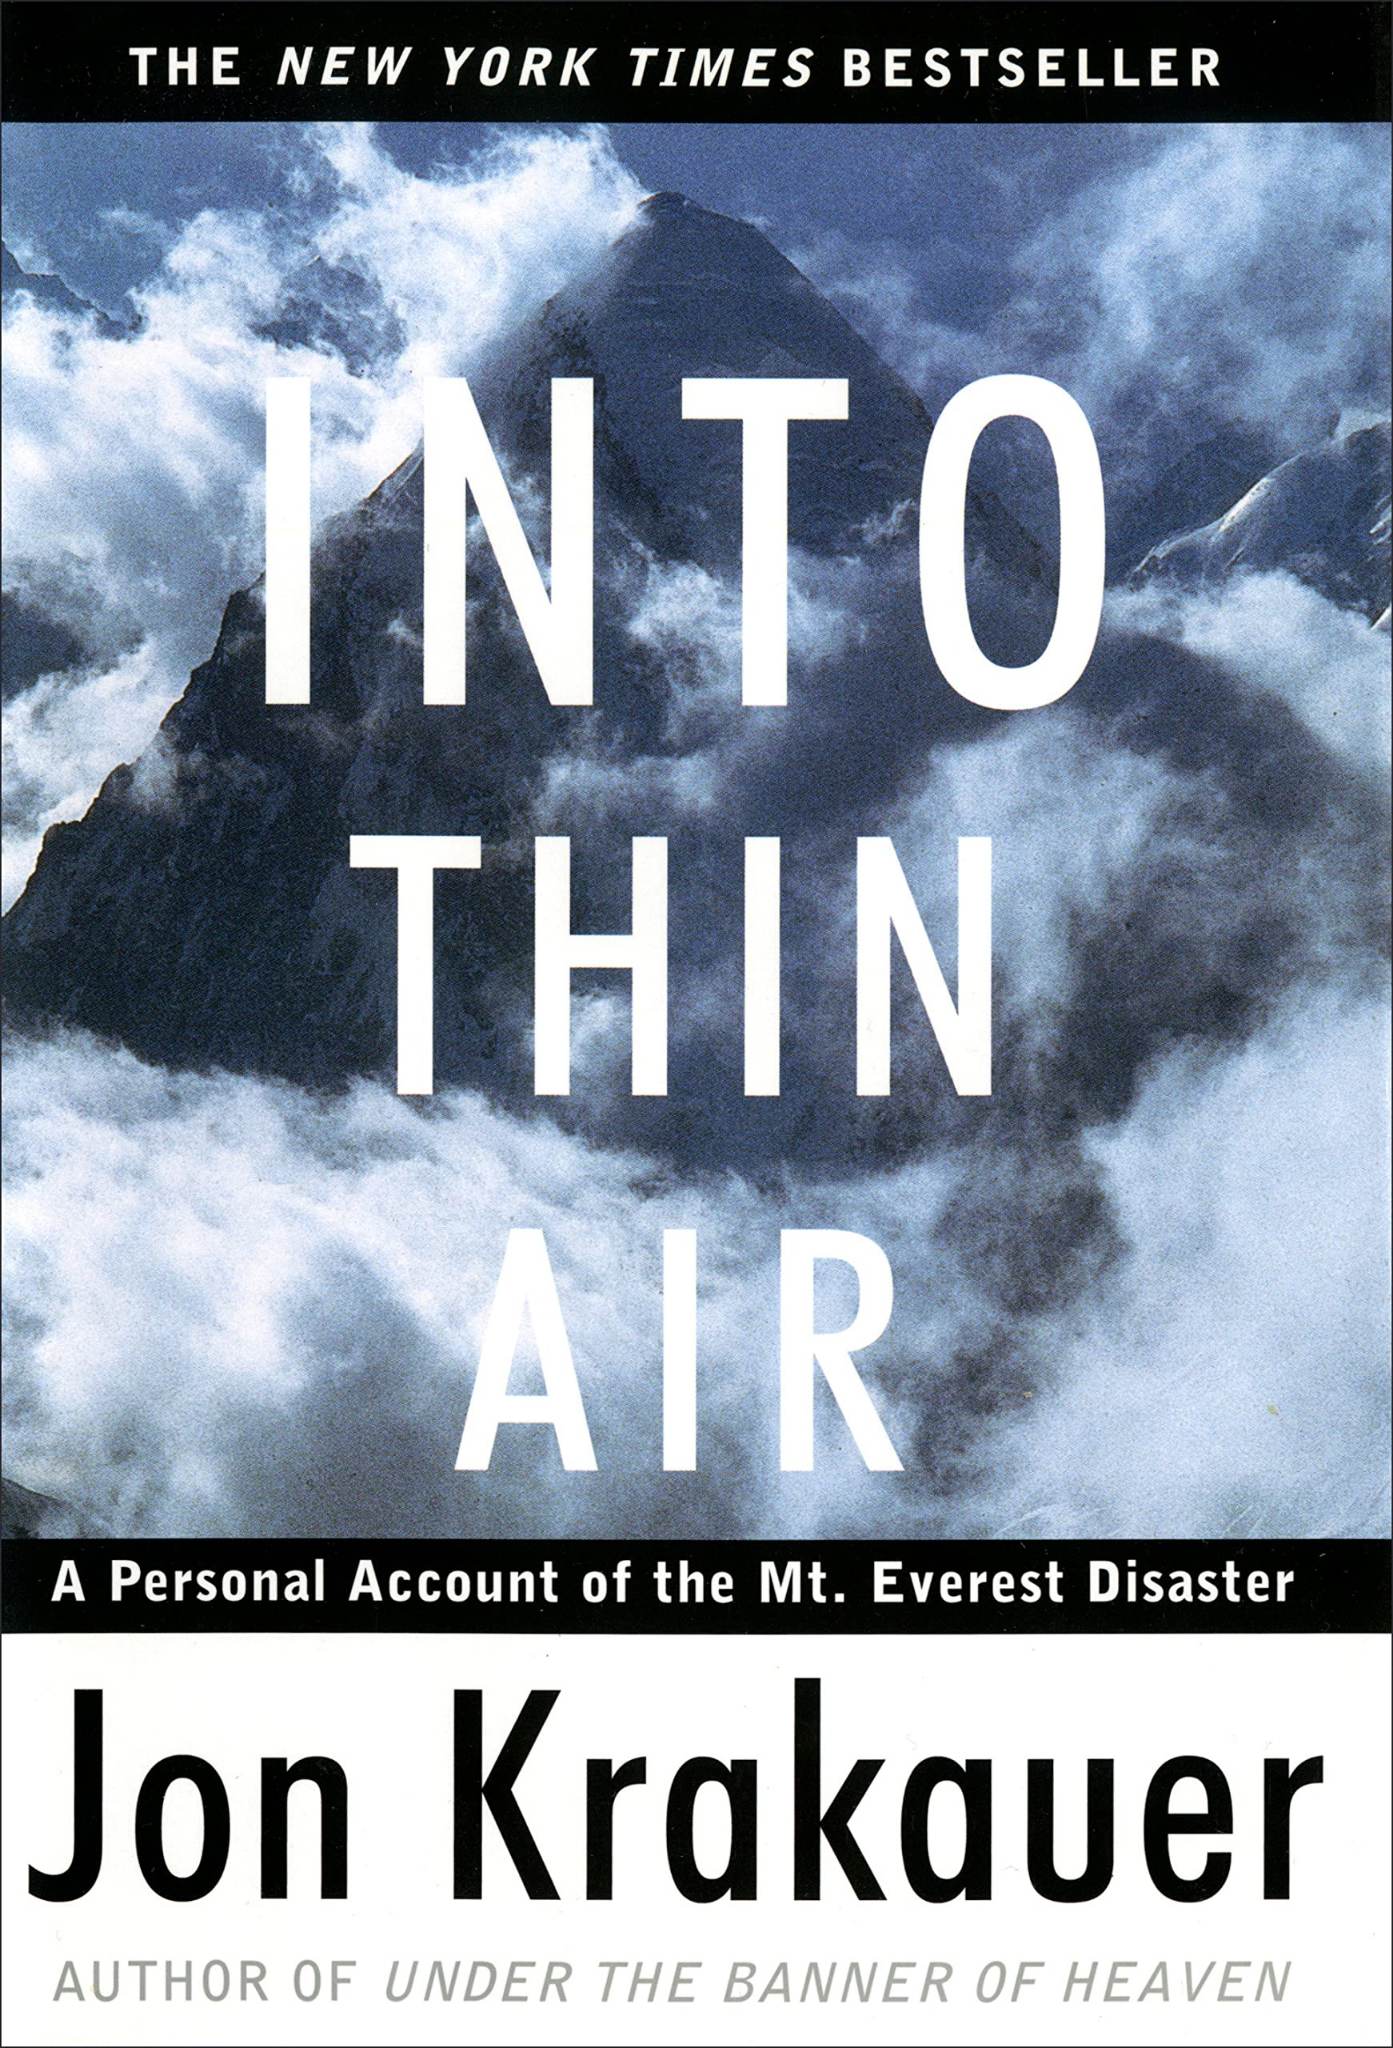 THE NEW YORK TIMES BESTSELLER
INTO
THIN
AIR
A Personal Account of the Mt. Everest Disaster
Jon Krakauer
AUTHOR OF UNDER THE BANNER OF HEAVEN